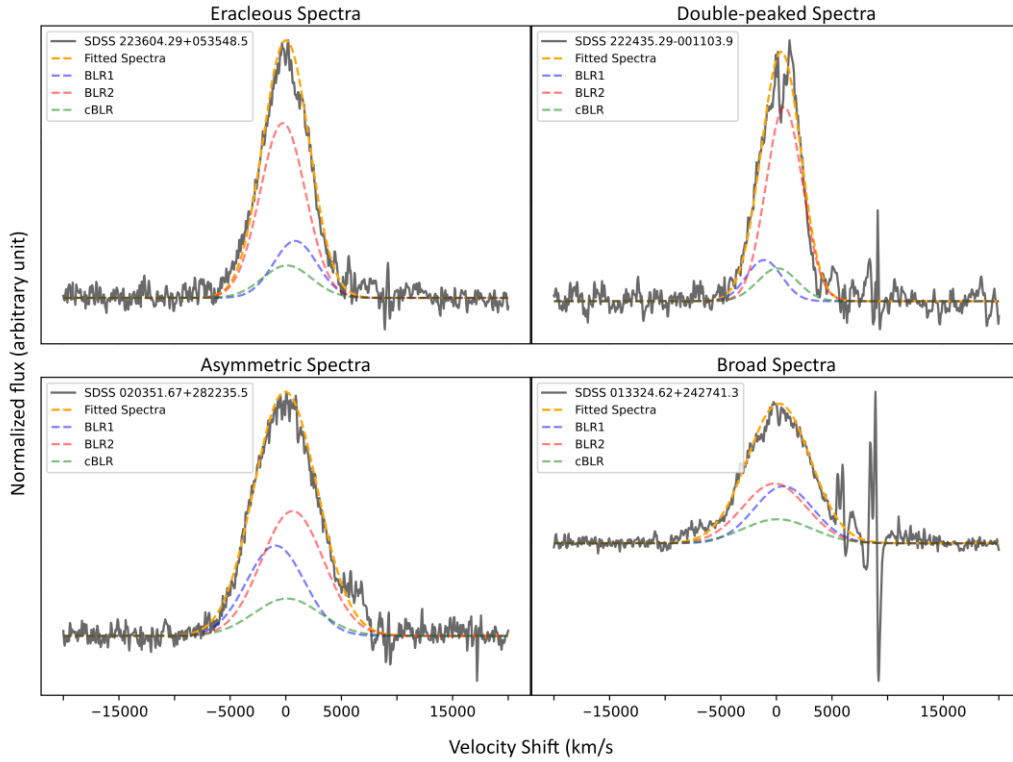 Eracleous Spectra
Double-peaked Spectra
SDSS 223604.29+053548.5
Fitted Spectra
BLR1
BLR2
cBLR
SDSS 222435.29-001103.9
Fitted Spectra
BLR1
BLR2
cBLR
Normalized flux (arbitrary unit)
Asymmetric Spectra
Broad Spectra
SDSS 020351.67+282235.5
Fitted Spectra
BLR1
BLR2
cBLR
SDSS 013324.62+242741.3
Fitted Spectra
BLR1
BLR2
cBLR
−15000 −5000 0 5000 15000
−15000 −5000 0 5000 15000
Velocity Shift (km/s